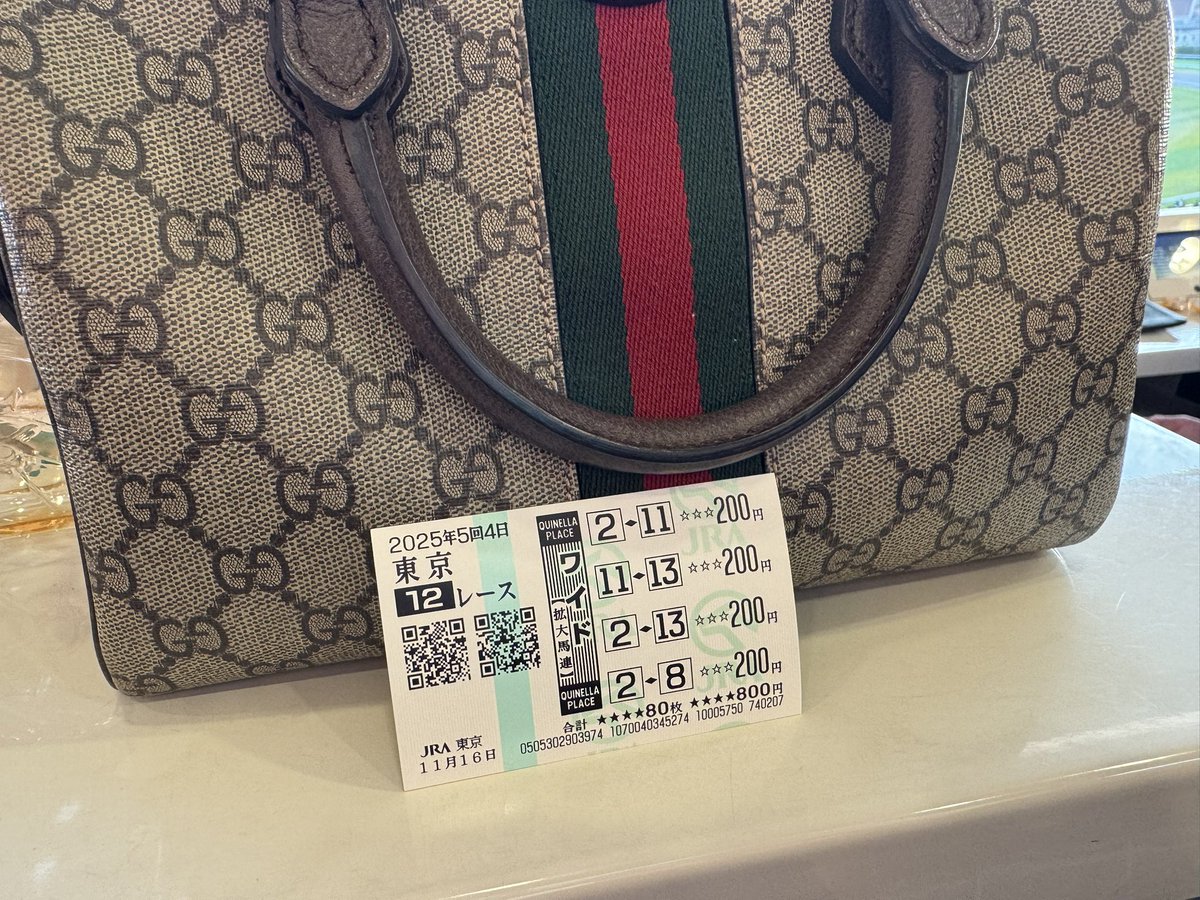 2025年5回4日
東京
12レース
JRA 東京
11月16日
QUINELLA
PLACE
ワイド
(拡大馬連)
QUINELLA
PLACE
2-11 ☆☆☆200円
11-13 ☆☆☆200円
2-13 ☆☆☆200円
2-8 ☆☆☆200円
合計 ★★★★80枚 ★★★★800円
0505302903974 1070040345274 10005750 740207
JRA